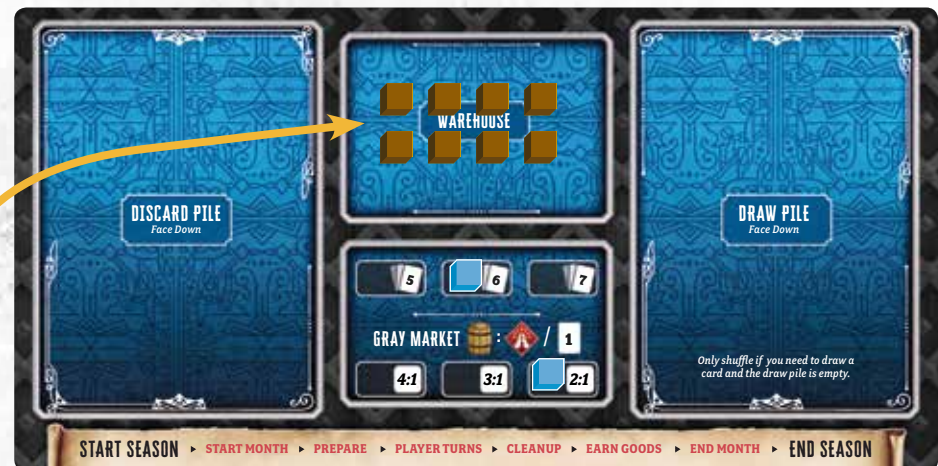 DISCARD PILE
Face Down
WAREHOUSE
5
6
7
GRAY MARKET : / 1
4:1
3:1
2:1
DRAW PILE
Face Down
Only shuffle if you need to draw a
card and the draw pile is empty.
START SEASON ▸ START MONTH ▸ PREPARE ▸ PLAYER TURNS ▸ CLEANUP ▸ EARN GOODS ▸ END MONTH ▸ END SEASON